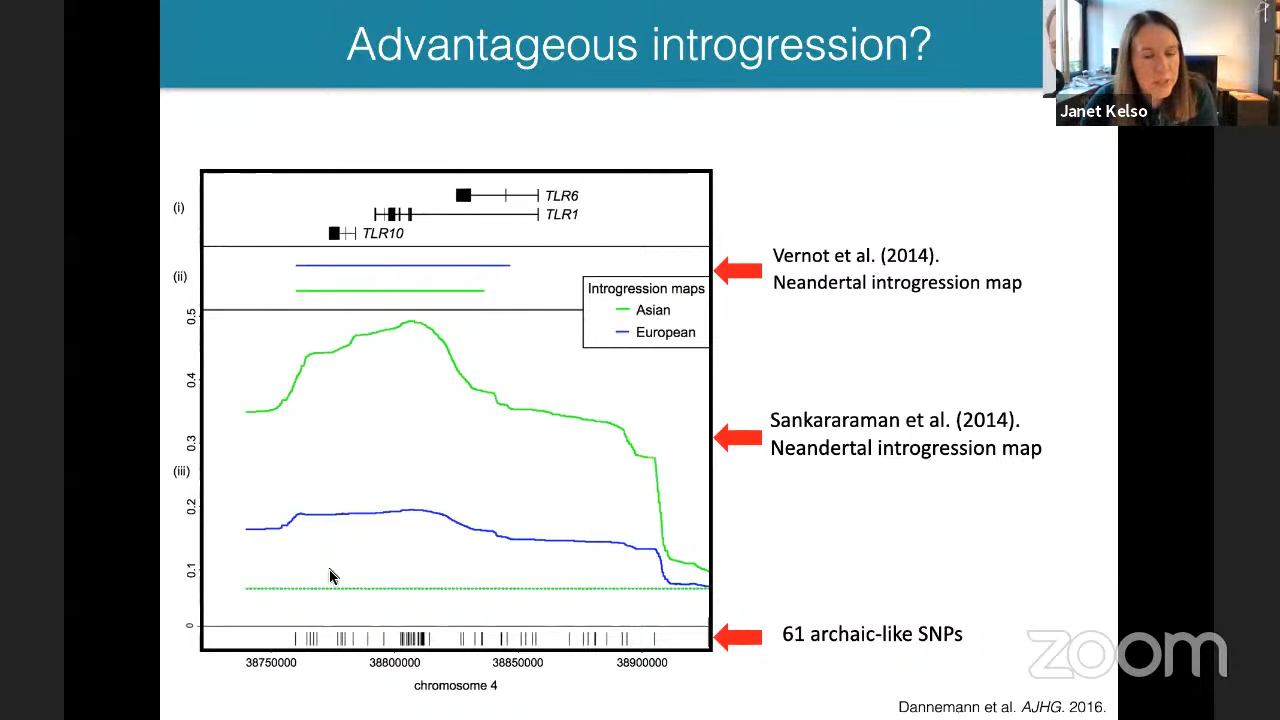 Advantageous introgression?
Janet Kelso
(i)
TLR6
TLR1
TLR10
(ii)
Introgression maps
Asian
European
Vernot et al. (2014).
Neandertal introgression map
0.5
0.4
0.3
(iii)
0.2
0.1
0
Sankararaman et al. (2014).
Neandertal introgression map
61 archaic-like SNPs
38750000 38800000 38850000 38900000
chromosome 4
zoom
Dannemann et al. AJHG. 2016.